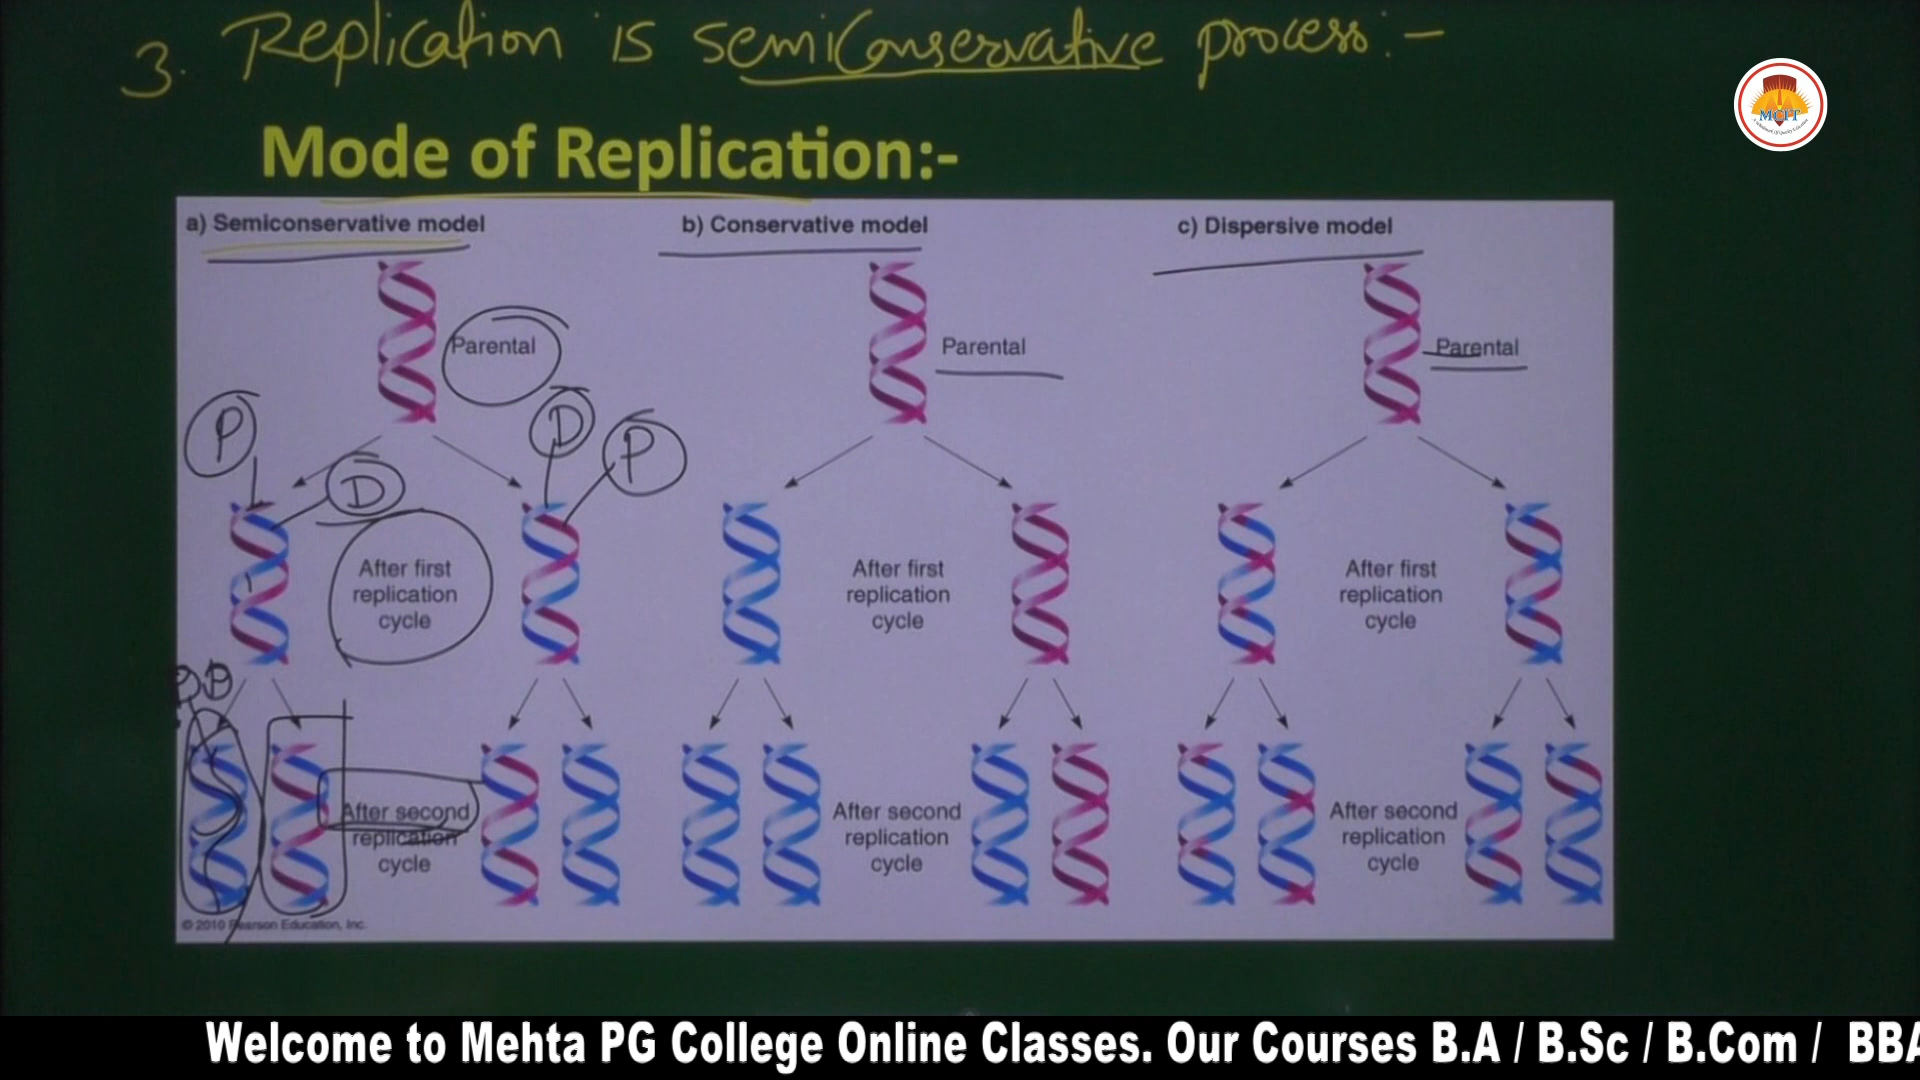 3. Replication is semiconservative process:-
MCIT
Mode of Replication:-
a) Semiconservative model
b) Conservative model
c) Dispersive model
Parental
Parental
Parental
P
D
D
P
After first
replication
cycle
After first
replication
cycle
After first
replication
cycle
D
After second
replication
cycle
After second
replication
cycle
After second
replication
cycle
© 2010 Pearson Education, Inc.
Welcome to Mehta PG College Online Classes. Our Courses B.A / B.Sc / B.Com / BBA